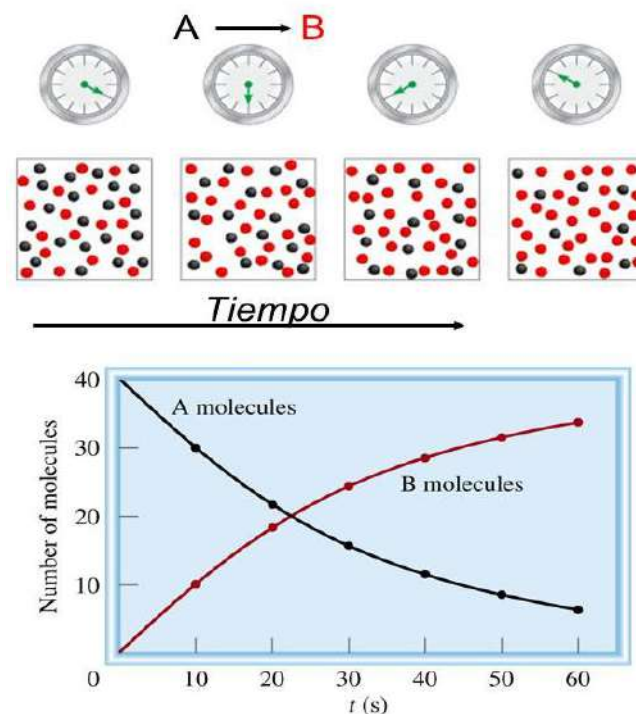 A → B
Tiempo
40
A molecules
30
Number of molecules
20
B molecules
10
0
10 20 30 40 50 60
t (s)